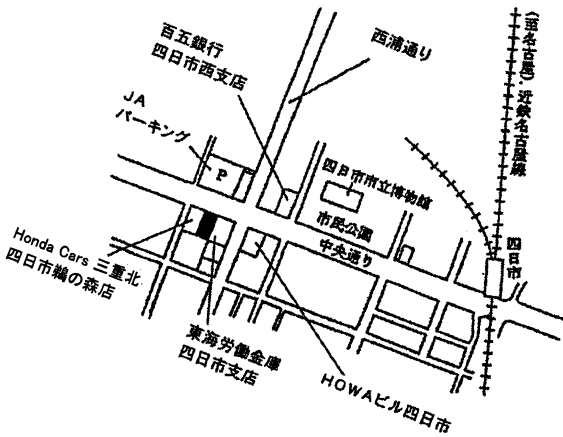 百五銀行
四日市西支店
西浦通り
(至名古屋).近鉄名古屋線
JA
パーキング
P
四日市市立博物館
市民公園
中央通り
四日市
Honda Cars 三重北
四日市鵜の森店
東海労働金庫
四日市支店
HOWAビル四日市